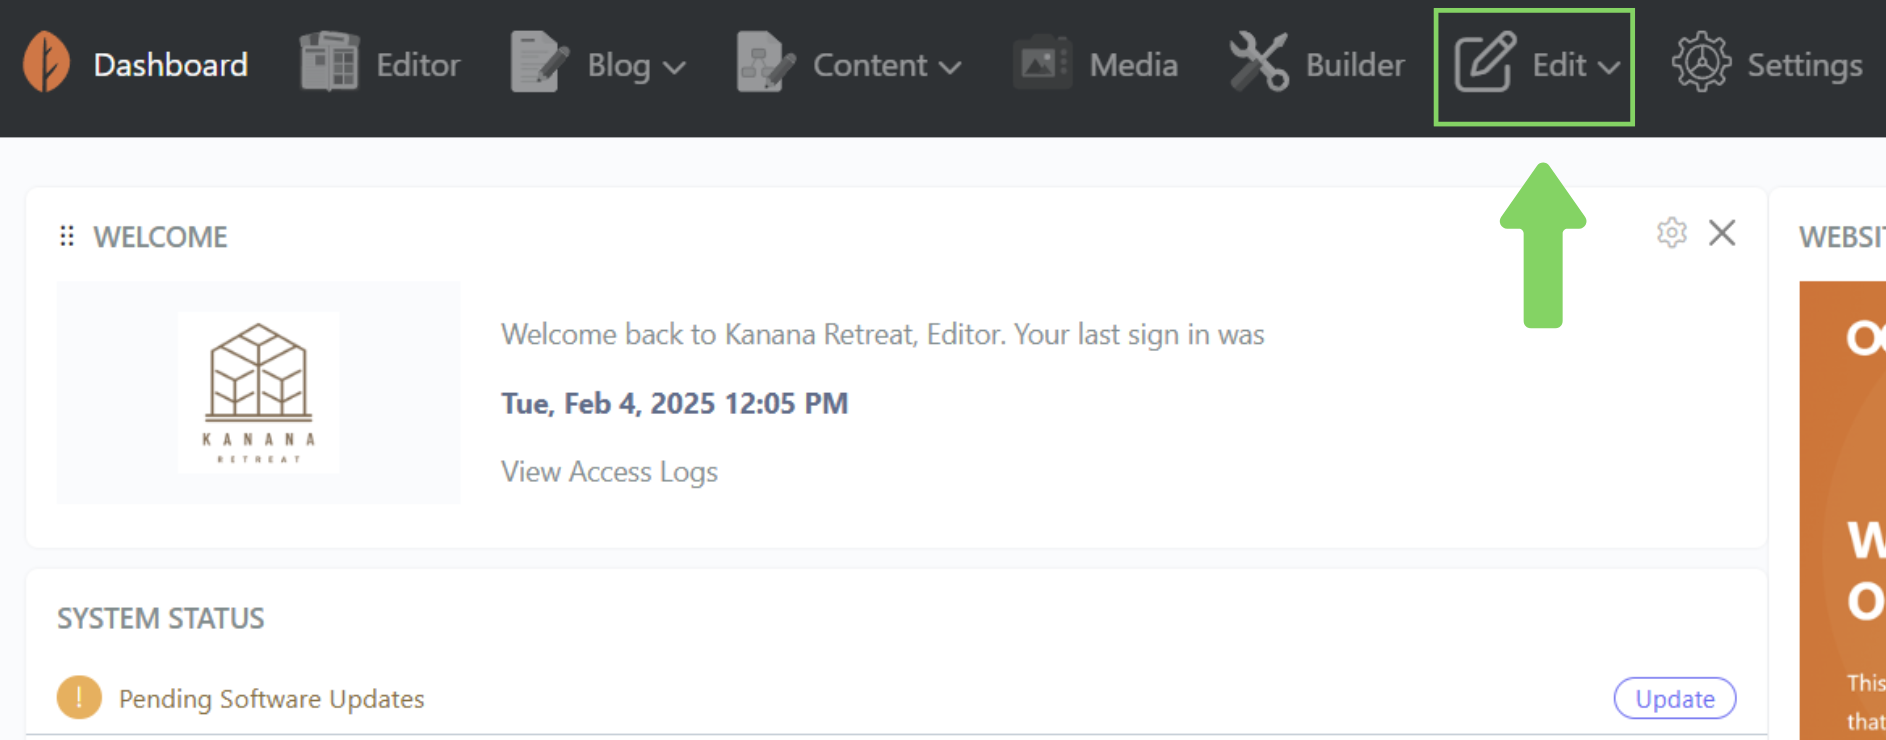 Dashboard Editor Blog Content Media Builder Edit Settings
WELCOME
KANANA
RETREAT
Welcome back to Kanana Retreat, Editor. Your last sign in was
Tue, Feb 4, 2025 12:05 PM
View Access Logs
SYSTEM STATUS
! Pending Software Updates
Update
This
that